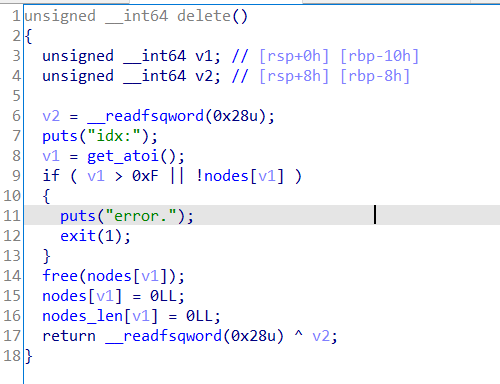 1 unsigned __int64 delete()
2 {
3 unsigned __int64 v1; // [rsp+0h] [rbp-10h]
4 unsigned __int64 v2; // [rsp+8h] [rbp-8h]
5
6 v2 = __readfsqword(0x28u);
7 puts("idx:");
8 v1 = get_atoi();
9 if ( v1 > 0xF || !nodes[v1] )
10 {
11 puts("error.");
12 exit(1);
13 }
14 free(nodes[v1]);
15 nodes[v1] = 0LL;
16 nodes_len[v1] = 0LL;
17 return __readfsqword(0x28u) ^ v2;
18 }